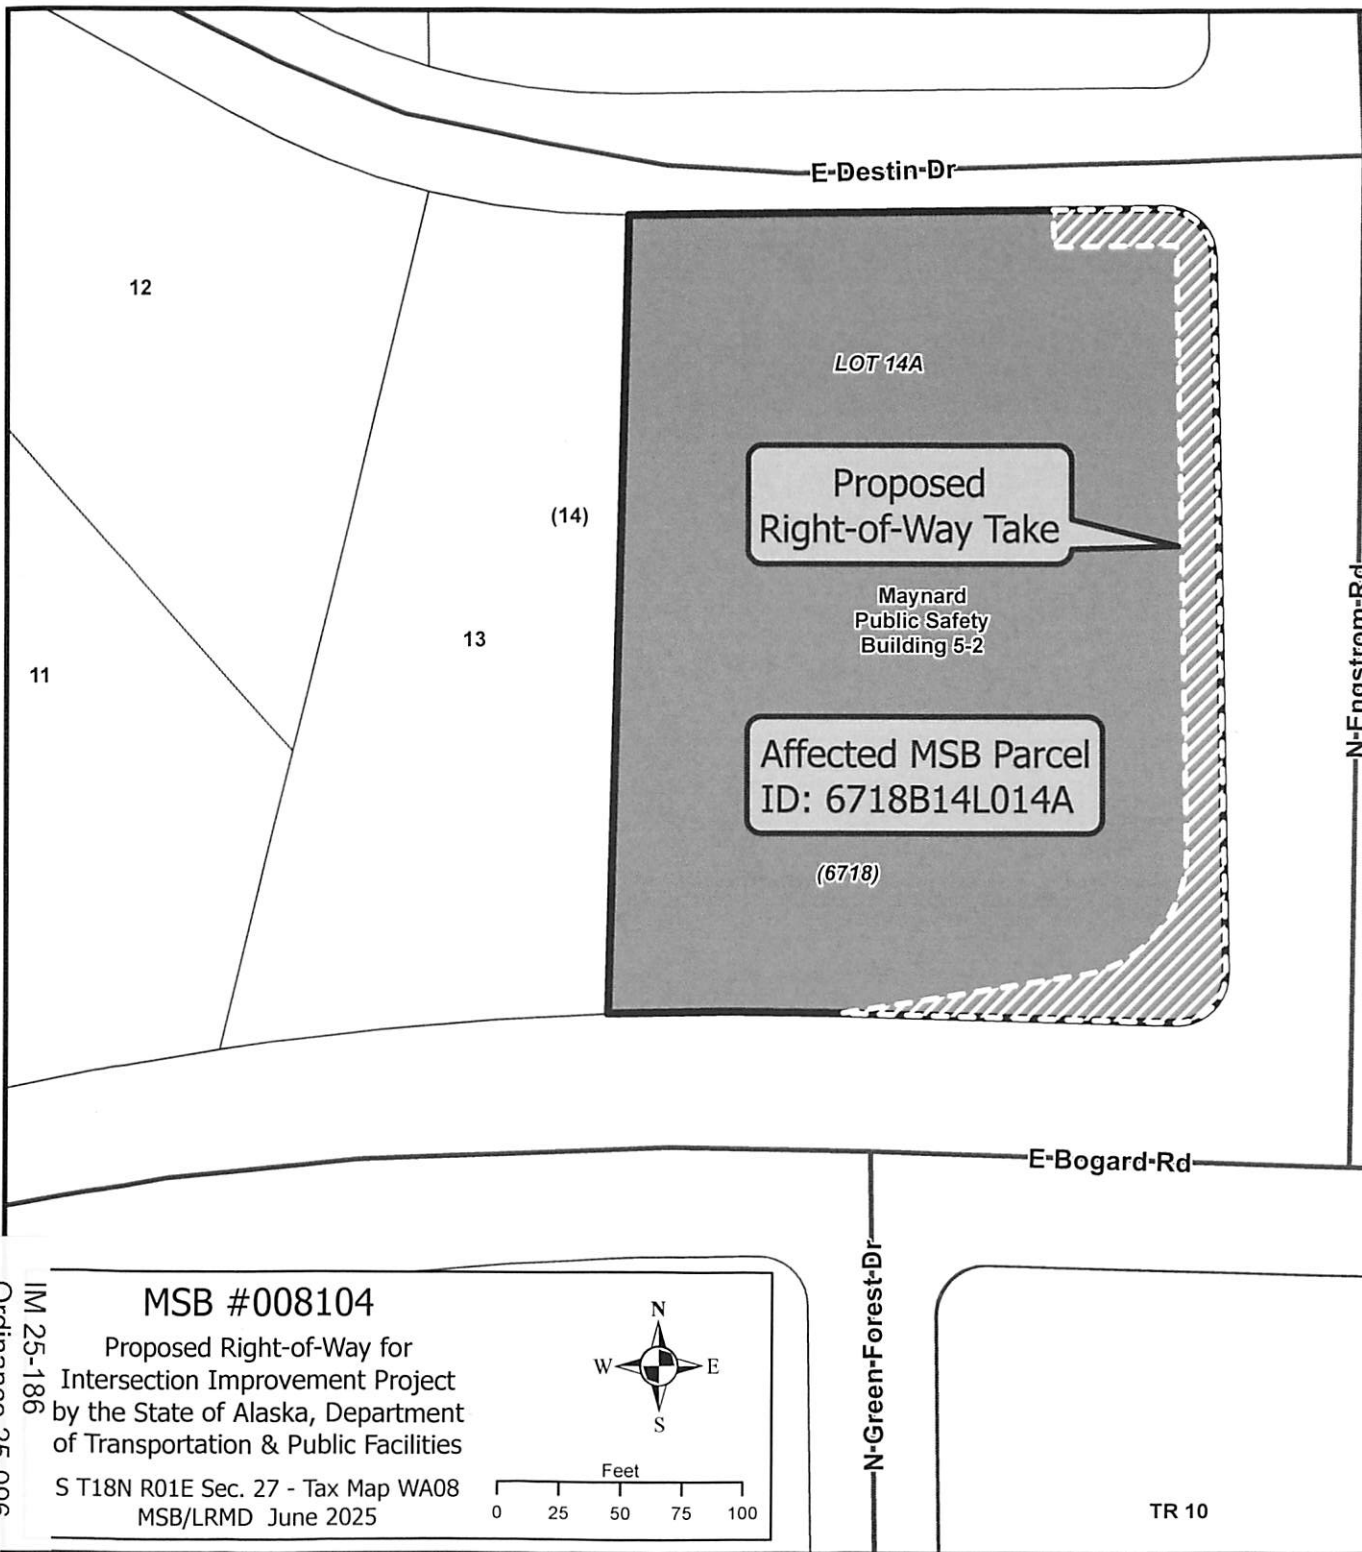 E-Destin-Dr
12
LOT 14A
Proposed
Right-of-Way Take
(14)
Maynard
Public Safety
Building 5-2
13
11
N-Engstrom-Rd
Affected MSB Parcel
ID: 6718B14L014A
(6718)
E-Bogard-Rd
N-Green-Forest-Dr
IM 25-186
MSB #008104
Proposed Right-of-Way for
Intersection Improvement Project
by the State of Alaska, Department
of Transportation & Public Facilities
S T18N R01E Sec. 27 - Tax Map WA08
MSB/LRMD June 2025
N
W
E
S
Feet
0 25 50 75 100
TR 10